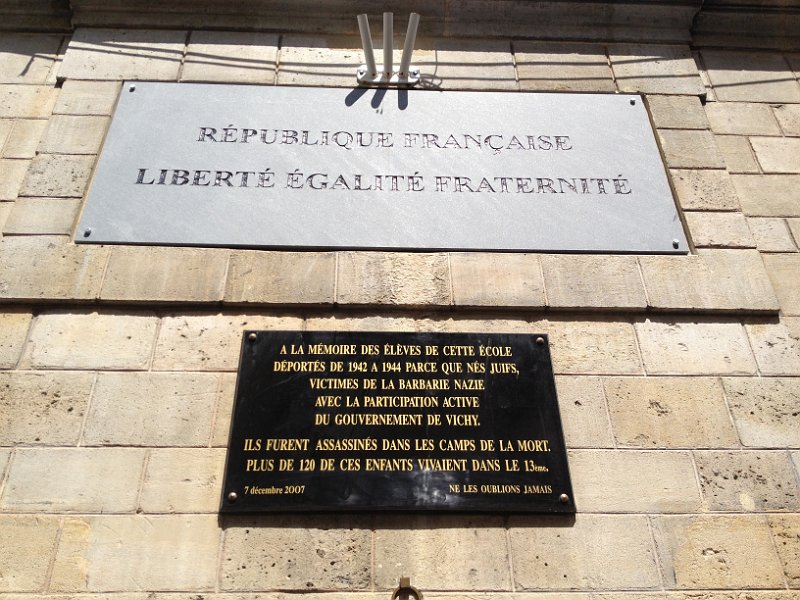 RÉPUBLIQUE FRANÇAISE
LIBERTÉ ÉGALITÉ FRATERNITÉ
A LA MÉMOIRE DES ÉLÈVES DE CETTE ÉCOLE
DÉPORTÉS DE 1942 A 1944 PARCE QUE NÉS JUIFS,
VICTIMES DE LA BARBARIE NAZIE
AVEC LA PARTICIPATION ACTIVE
DU GOUVERNEMENT DE VICHY.
ILS FURENT ASSASSINÉS DANS LES CAMPS DE LA MORT.
PLUS DE 120 DE CES ENFANTS VIVAIENT DANS LE 13ème.
7 décembre 2007 NE LES OUBLIONS JAMAIS